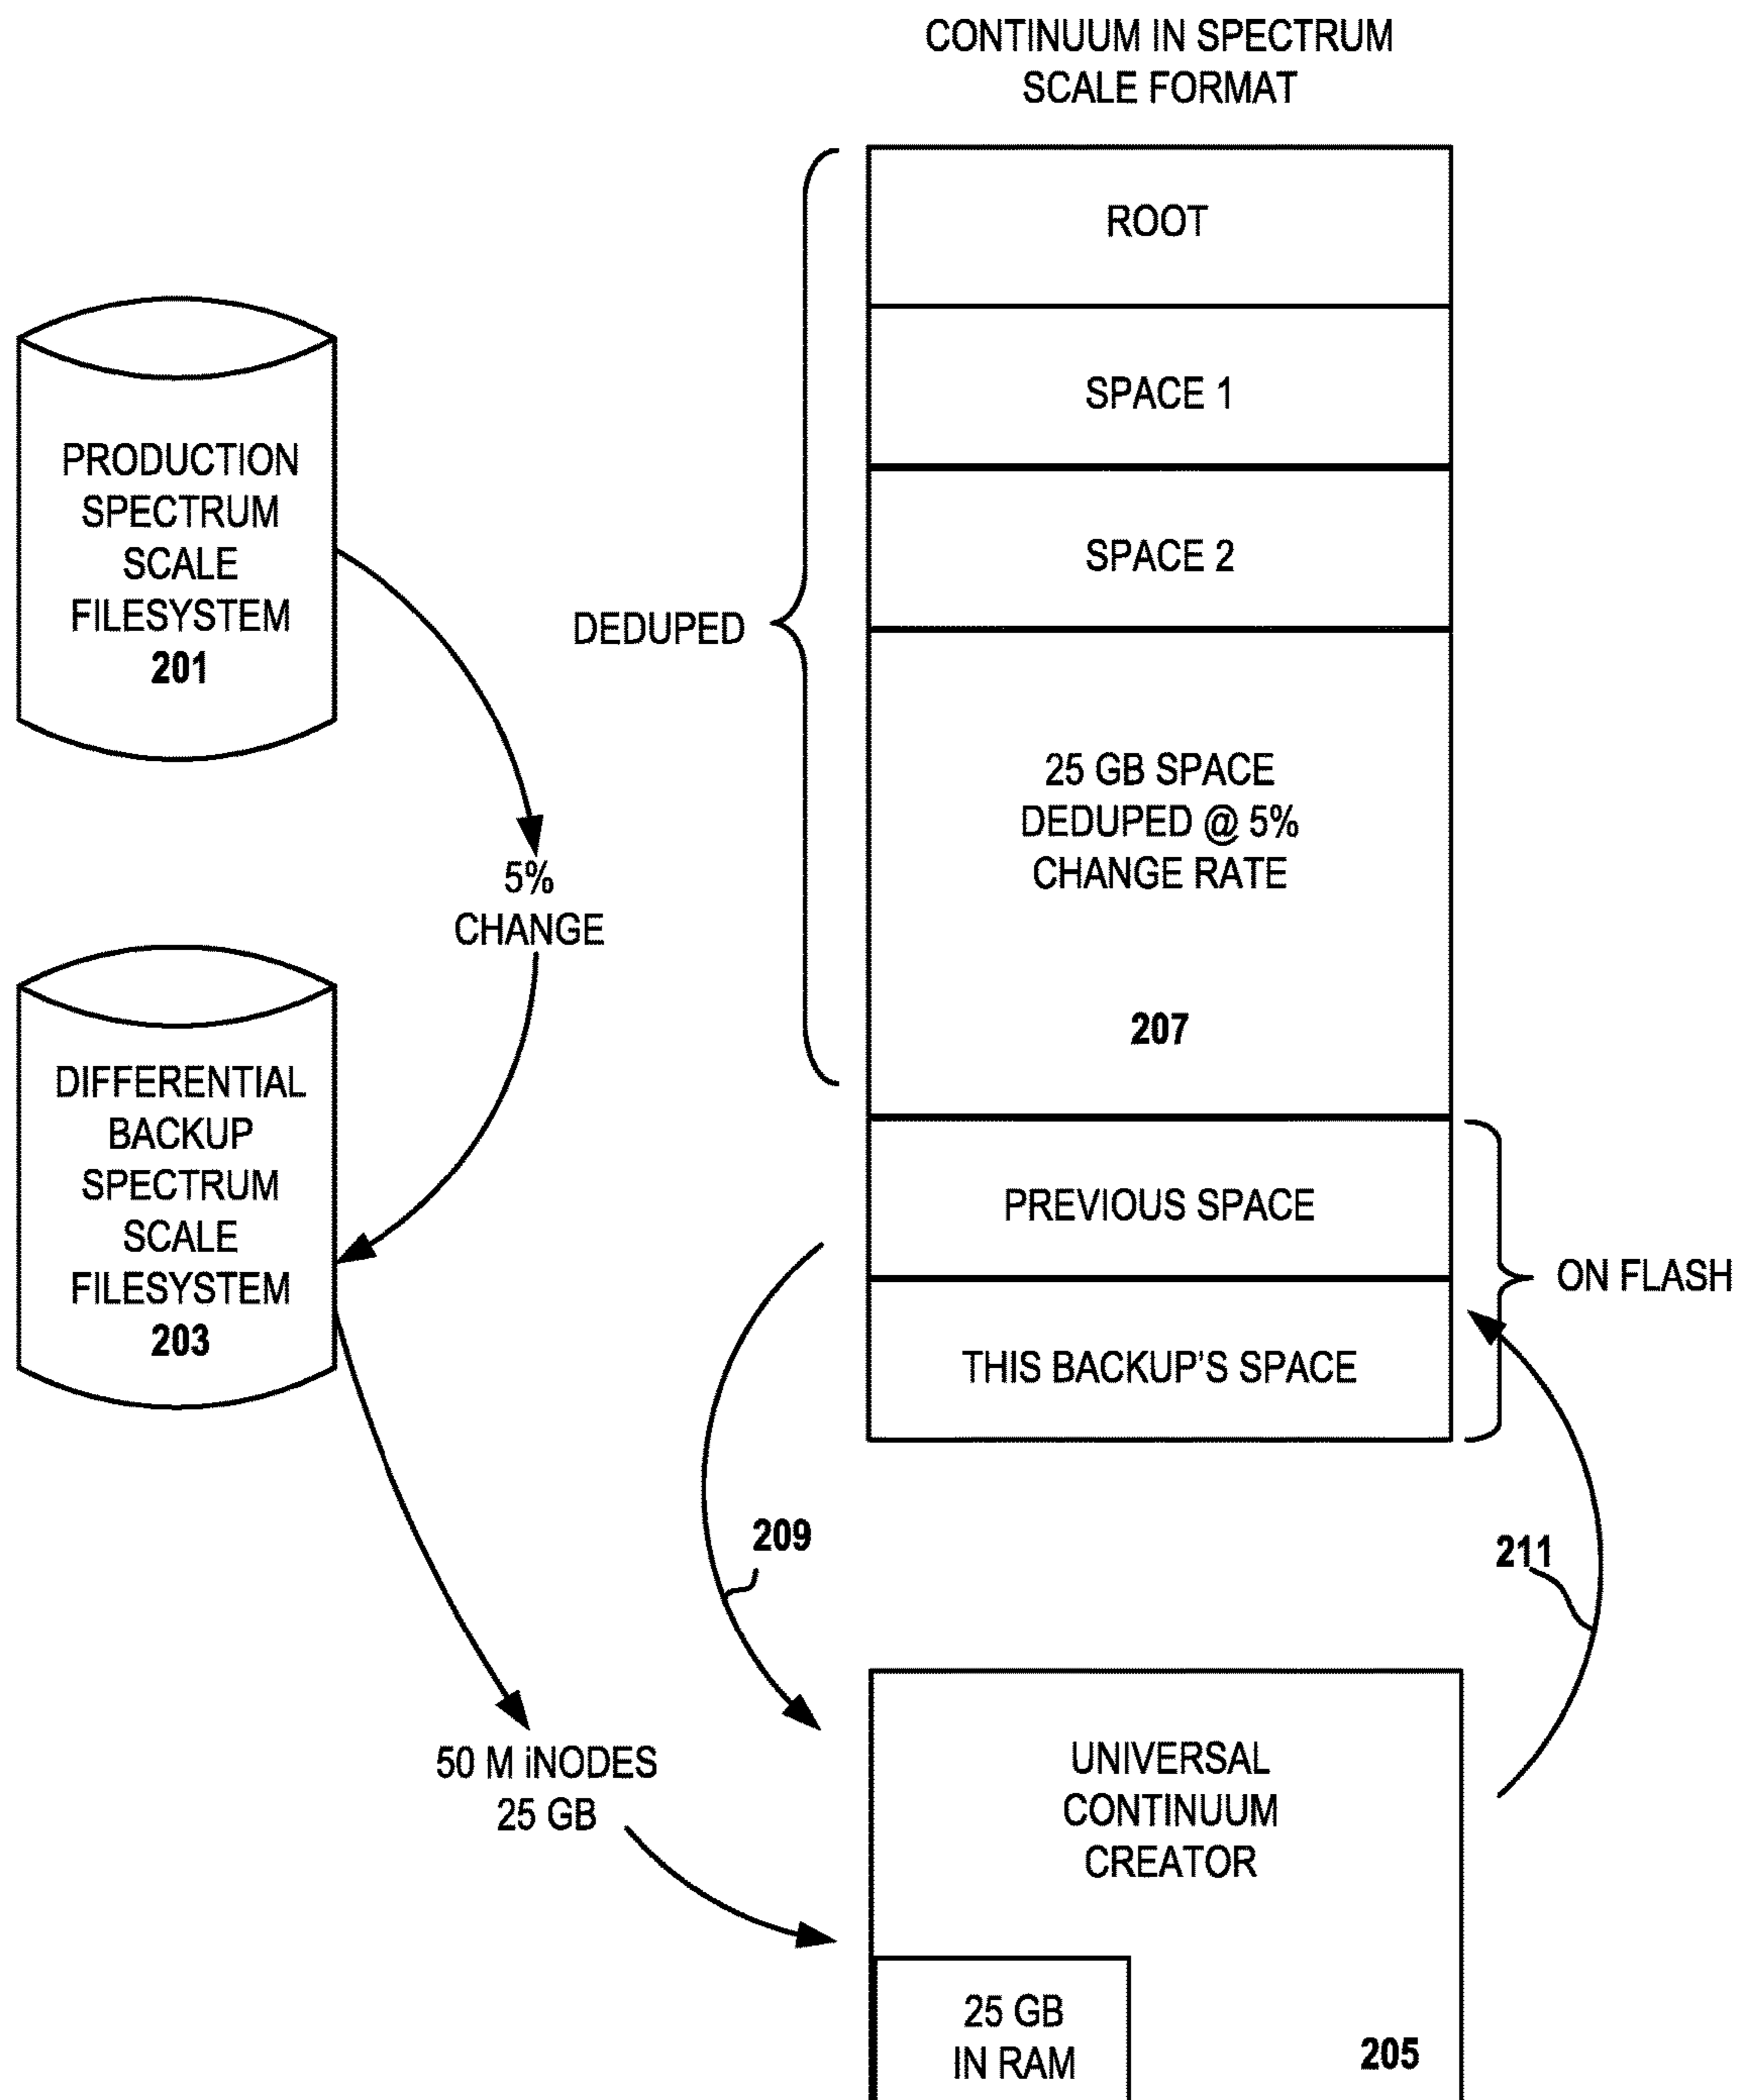 CONTINUUM IN SPECTRUM
SCALE FORMAT
ROOT
SPACE 1
SPACE 2
25 GB SPACE
DEDUPED @ 5%
CHANGE RATE
207
PREVIOUS SPACE
THIS BACKUP'S SPACE
DEDUPED
ON FLASH
PRODUCTION
SPECTRUM
SCALE
FILESYSTEM
201
5%
CHANGE
DIFFERENTIAL
BACKUP
SPECTRUM
SCALE
FILESYSTEM
203
209
211
50 M iNODES
25 GB
UNIVERSAL
CONTINUUM
CREATOR
25 GB
IN RAM
205